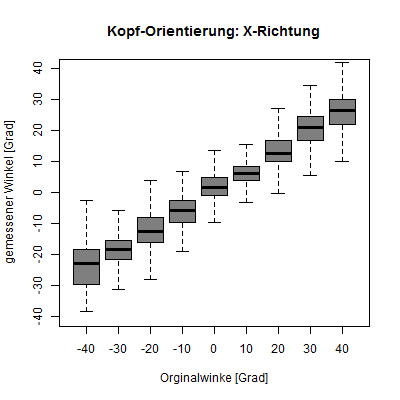 Kopf-Orientierung: X-Richtung
gemessener Winkel [Grad]
40
30
20
10
0
-10
-20
-30
-40
-40 -30 -20 -10 0 10 20 30 40
Orginalwinke [Grad]